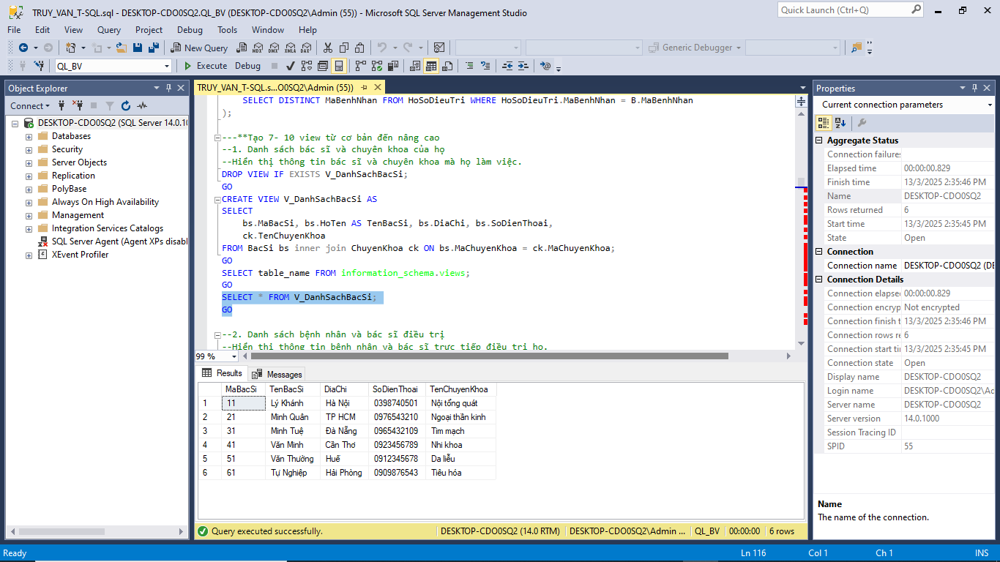 TRUY_VAN_T-SQL.sql - DESKTOP-CDO0SQ2.QL_BV (DESKTOP-CDO0SQ2\Admin (55)) - Microsoft SQL Server Management Studio
Quick Launch (Ctrl+Q)
File Edit View Query Project Debug Tools Window Help
New Query MDX DMX XMLA DAX Generic Debugger
QL_BV Execute Debug
Object Explorer
Connect
DESKTOP-CDO0SQ2 (SQL Server 14.0.10
Databases
Security
Server Objects
Replication
PolyBase
Always On High Availability
Management
Integration Services Catalogs
SQL Server Agent (Agent XPs disabl
XEvent Profiler
TRUY_VAN_T-SQL.s...O0SQ2\Admin (55))
SELECT DISTINCT MaBenhNhan FROM HoSoDieuTri WHERE HoSoDieuTri.MaBenhNhan = B.MaBenhNhan
);
---**Tạo 7- 10 view từ cơ bản đến nâng cao
--1. Danh sách bác sĩ và chuyên khoa của họ
--Hiển thị thông tin bác sĩ và chuyên khoa mà họ làm việc.
DROP VIEW IF EXISTS V_DanhSachBacSi;
GO
CREATE VIEW V_DanhSachBacSi AS
SELECT
bs.MaBacSi, bs.HoTen AS TenBacSi, bs.DiaChi, bs.SoDienThoai,
ck.TenChuyenKhoa
FROM BacSi bs inner join ChuyenKhoa ck ON bs.MaChuyenKhoa = ck.MaChuyenKhoa;
GO
SELECT table_name FROM information_schema.views;
GO
SELECT * FROM V_DanhSachBacSi;
GO
--2. Danh sách bệnh nhân và bác sĩ điều trị
--Hiển thị thông tin bệnh nhân và bác sĩ trực tiếp điều trị họ.
99 %
Results Messages
MaBacSi TenBacSi DiaChi SoDienThoai TenChuyenKhoa
1 11 Lý Khánh Hà Nội 0398740501 Nội tổng quát
2 21 Minh Quân TP HCM 0976543210 Ngoại thần kinh
3 31 Minh Tuệ Đà Nẵng 0965432109 Tim mạch
4 41 Văn Minh Cần Thơ 0923456789 Nhi khoa
5 51 Văn Thường Huế 0912345678 Da liễu
6 61 Tự Nghiệp Hải Phòng 0909876543 Tiêu hóa
Query executed successfully. DESKTOP-CDO0SQ2 (14.0 RTM) DESKTOP-CDO0SQ2\Admin ... QL_BV 00:00:00 6 rows
Properties
Current connection parameters
Aggregate Status
Connection failures
Elapsed time 00:00:00.829
Finish time 13/3/2025 2:35:46 PM
Name DESKTOP-CDO0SQ2
Rows returned 6
Start time 13/3/2025 2:35:45 PM
State Open
Connection
Connection name DESKTOP-CDO0SQ2 (DE
Connection Details
Connection elapse 00:00:00.829
Connection encryp Not encrypted
Connection finish t 13/3/2025 2:35:46 PM
Connection rows re 6
Connection start tir 13/3/2025 2:35:45 PM
Connection state Open
Display name DESKTOP-CDO0SQ2
Login name DESKTOP-CDO0SQ2\Ad
Server name DESKTOP-CDO0SQ2
Server version 14.0.1000
Session Tracing ID
SPID 55
Name
The name of the connection.
Ready Ln 116 Col 1 Ch 1 INS